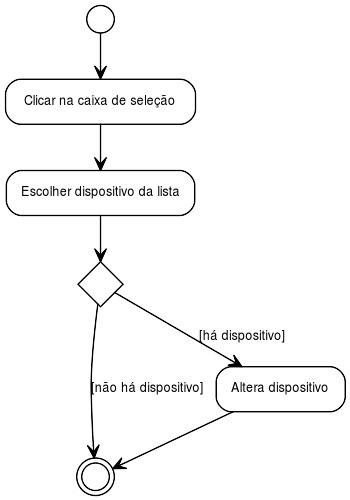 Clicar na caixa de seleção
Escolher dispositivo da lista
[há dispositivo]
[não há dispositivo]
Altera dispositivo